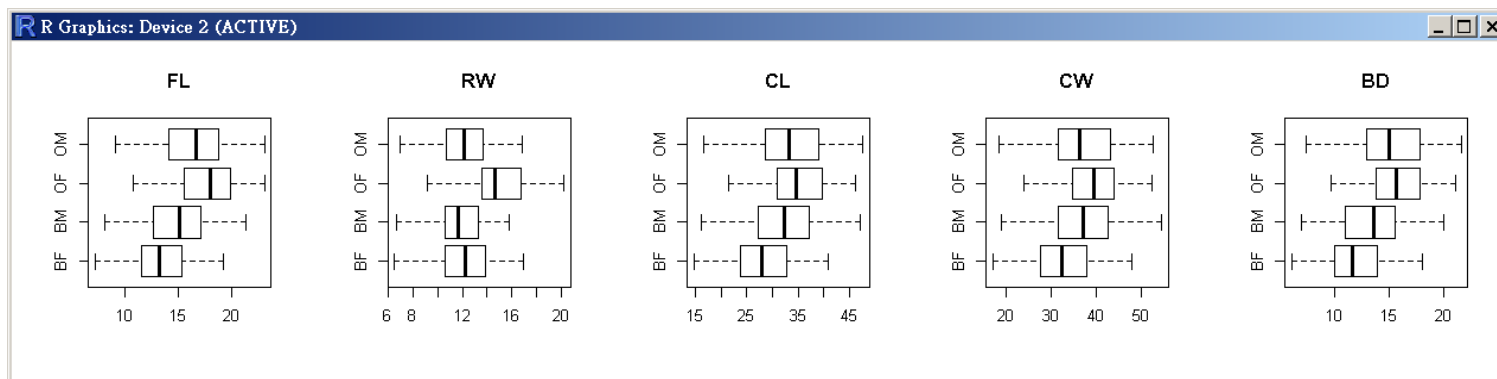 R Graphics: Device 2 (ACTIVE)
FL
RW
CL
CW
BD
OM
OF
BM
BF
10 15 20
OM
OF
BM
BF
6 8 12 16 20
OM
OF
BM
BF
15 25 35 45
OM
OF
BM
BF
20 30 40 50
OM
OF
BM
BF
10 15 20